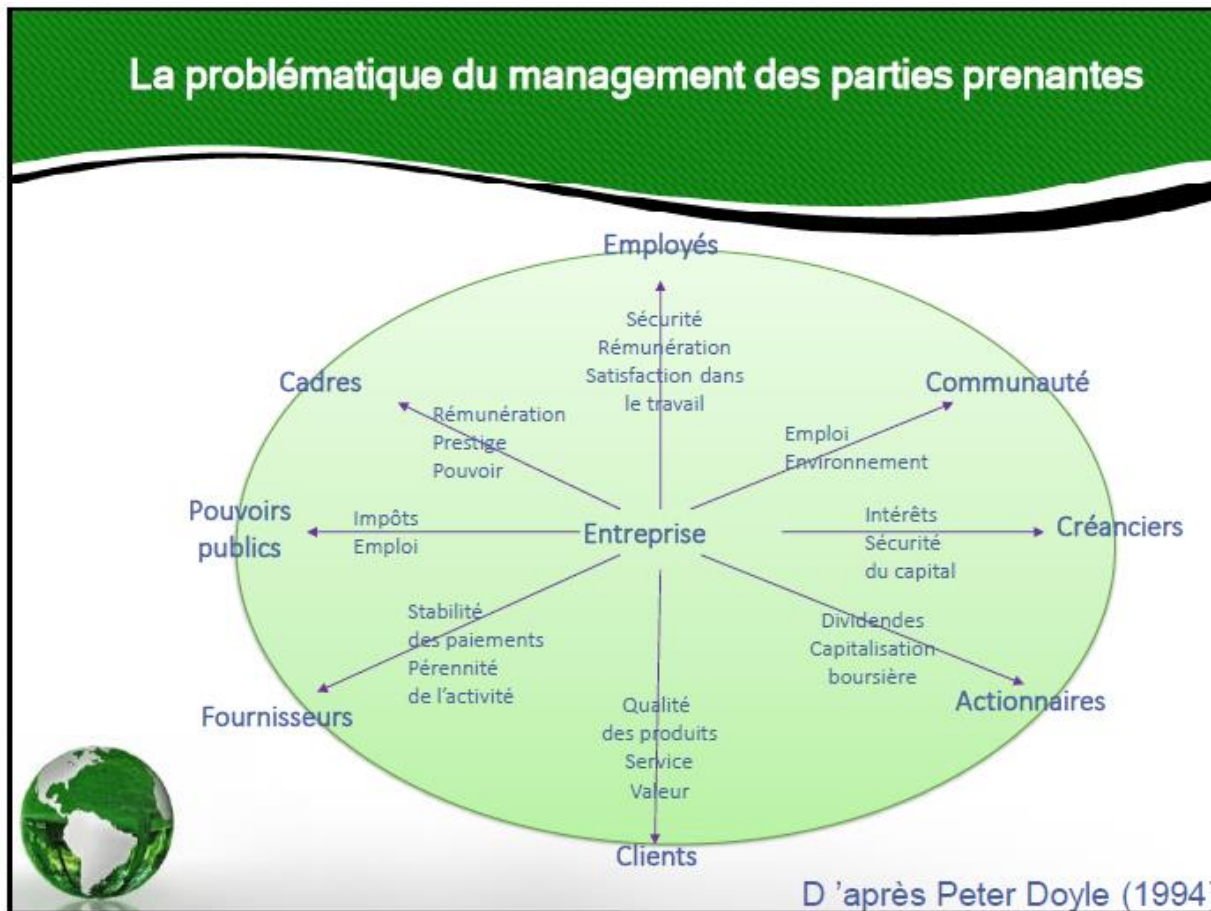 La problématique du management des parties prenantes
Employés
Sécurité
Rémunération
Satisfaction dans
le travail
Cadres
Rémunération
Prestige
Pouvoir
Communauté
Emploi
Environnement
Pouvoirs
publics
Impôts
Emploi
Entreprise
Intérêts
Sécurité
du capital
Créanciers
Stabilité
des paiements
Pérennité
de l'activité
Fournisseurs
Dividendes
Capitalisation
boursière
Actionnaires
Qualité
des produits
Service
Valeur
Clients
D 'après Peter Doyle (1994)